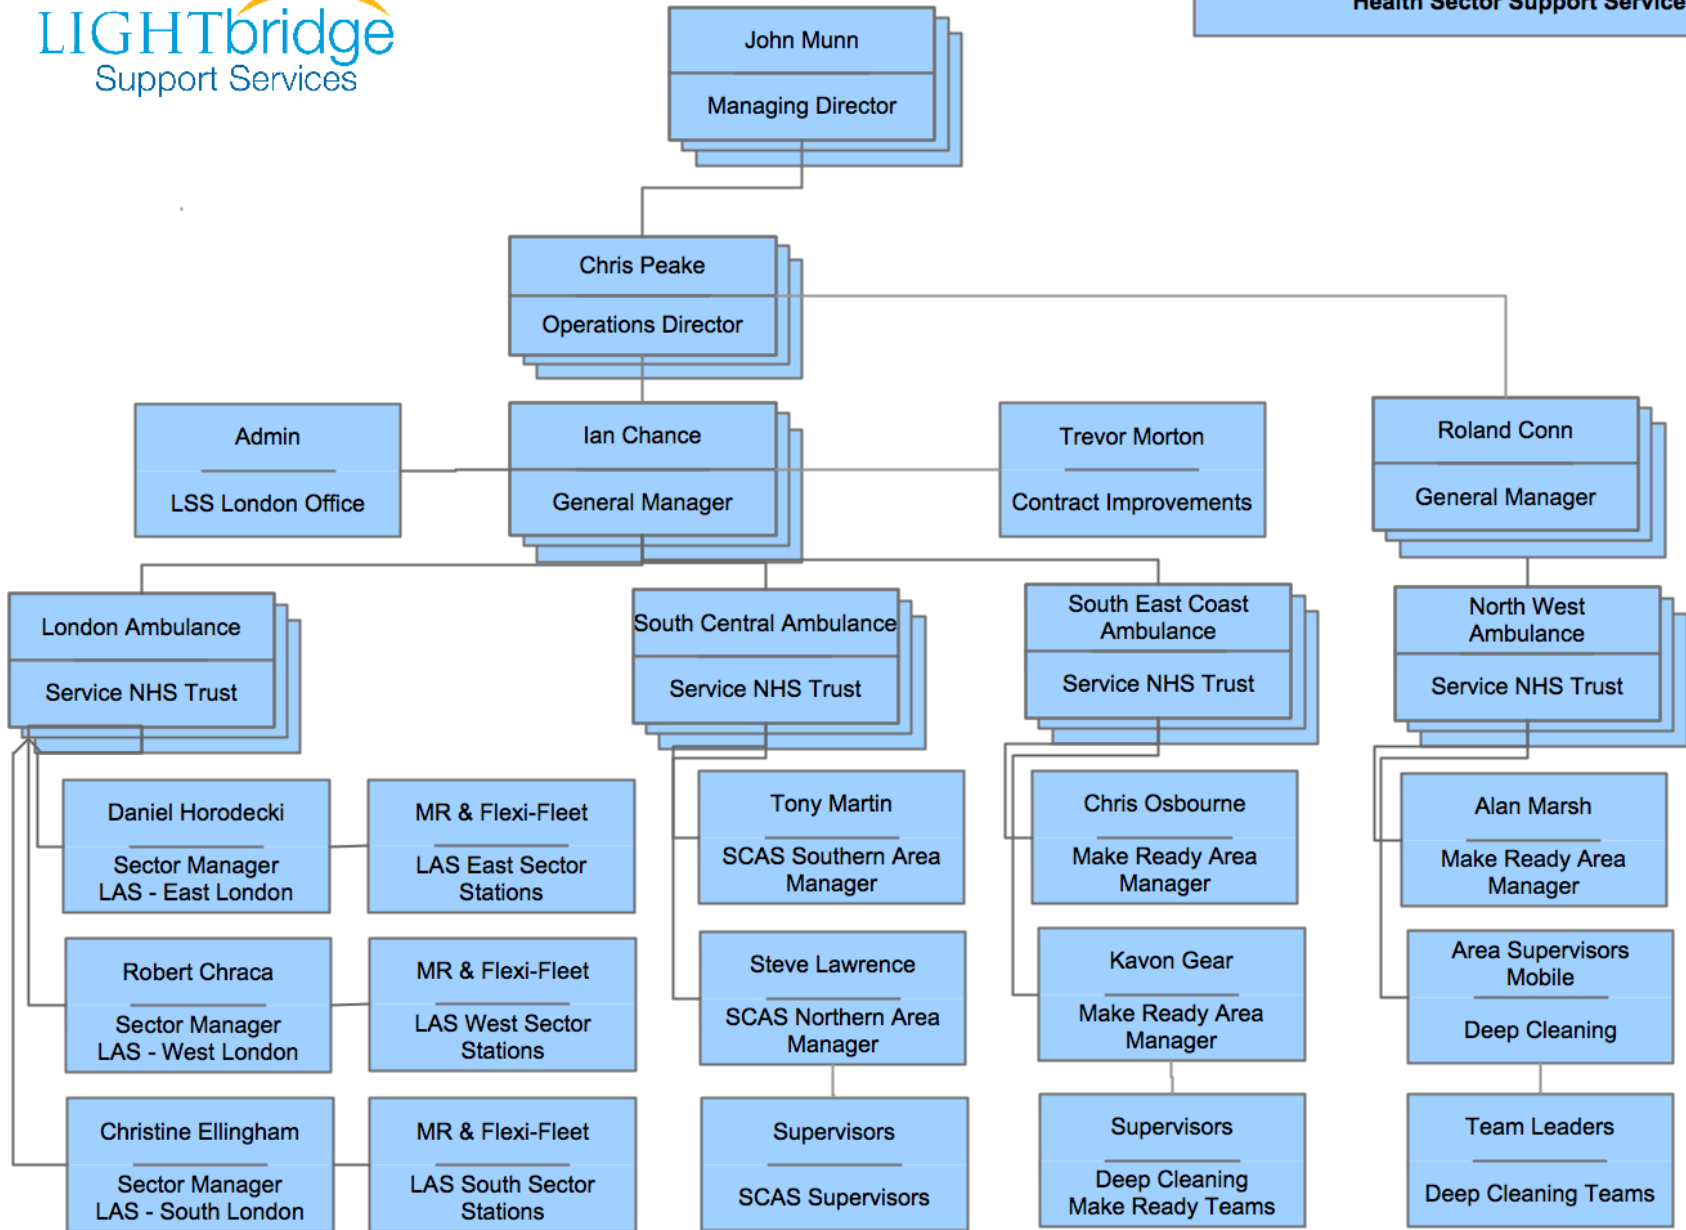 LIGHTbridge
Support Services
Health Sector Support Service
John Munn
Managing Director
Chris Peake
Operations Director
Admin
LSS London Office
Ian Chance
General Manager
Trevor Morton
Contract Improvements
Roland Conn
General Manager
London Ambulance
Service NHS Trust
South Central Ambulance
Service NHS Trust
South East Coast
Ambulance
Service NHS Trust
North West
Ambulance
Service NHS Trust
Daniel Horodecki
Sector Manager
LAS - East London
MR & Flexi-Fleet
LAS East Sector
Stations
Tony Martin
SCAS Southern Area
Manager
Chris Osbourne
Make Ready Area
Manager
Alan Marsh
Make Ready Area
Manager
Robert Chraca
Sector Manager
LAS - West London
MR & Flexi-Fleet
LAS West Sector
Stations
Steve Lawrence
SCAS Northern Area
Manager
Kavon Gear
Make Ready Area
Manager
Area Supervisors
Mobile
Deep Cleaning
Christine Ellingham
Sector Manager
LAS - South London
MR & Flexi-Fleet
LAS South Sector
Stations
Supervisors
SCAS Supervisors
Supervisors
Deep Cleaning
Make Ready Teams
Team Leaders
Deep Cleaning Teams